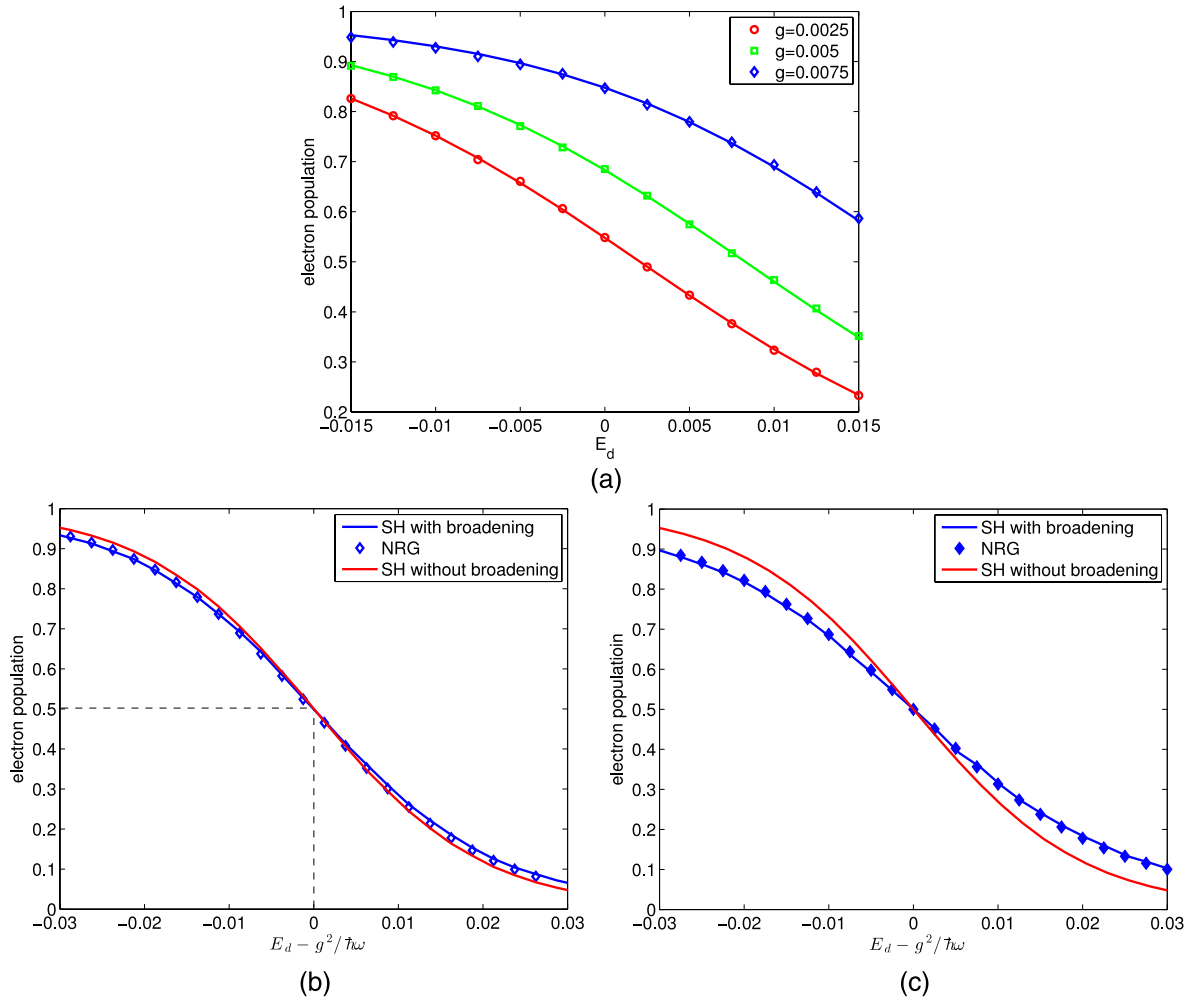 1
0.9
0.8
0.7
0.6
0.5
0.4
0.3
0.2
electron population
g=0.0025
g=0.005
g=0.0075
−0.015 −0.01 −0.005 0 0.005 0.01 0.015
E_d
(a)
1
0.9
0.8
0.7
0.6
0.5
0.4
0.3
0.2
0.1
0
electron population
SH with broadening
NRG
SH without broadening
−0.03 −0.02 −0.01 0 0.01 0.02 0.03
E_d − g²/ħω
(b)
1
0.9
0.8
0.7
0.6
0.5
0.4
0.3
0.2
0.1
0
electron populatioin
SH with broadening
NRG
SH without broadening
−0.03 −0.02 −0.01 0 0.01 0.02 0.03
E_d − g²/ħω
(c)